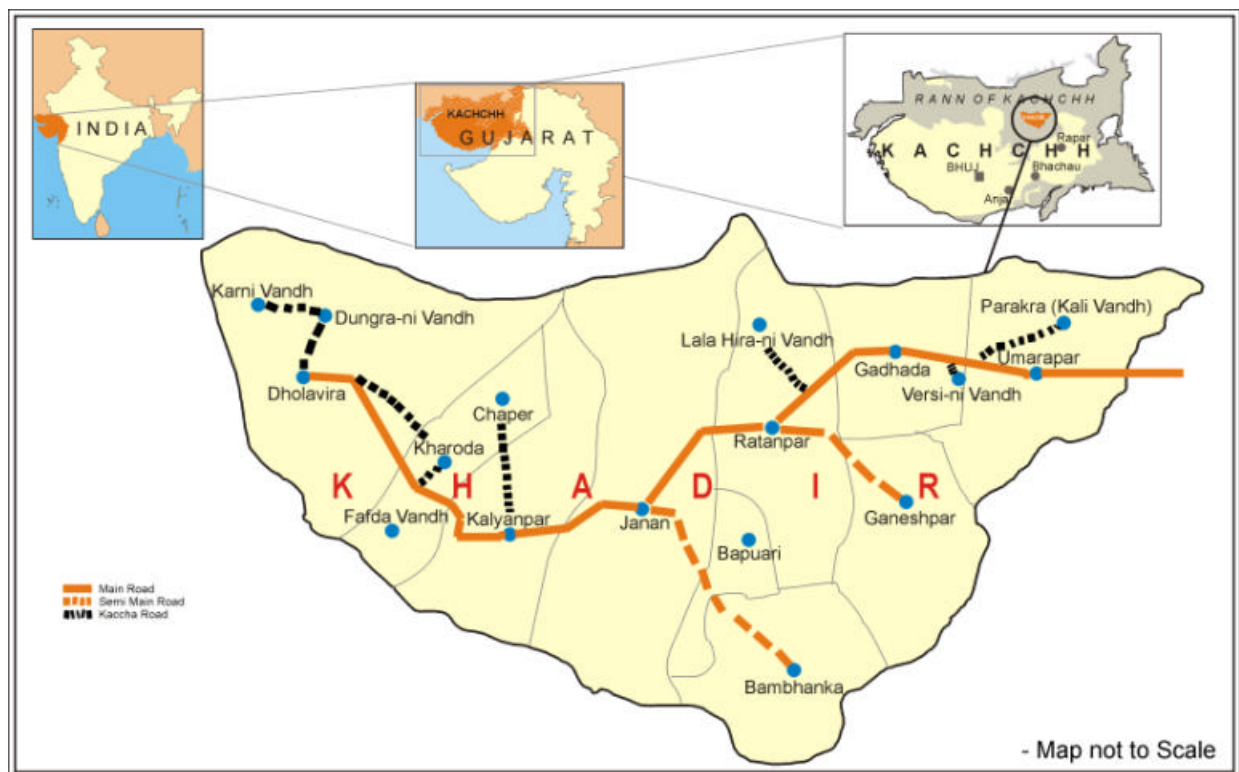 INDIA
KACHCHH
GUJARAT
RANN OF KACHCHH
KACHCHH
Rapar
BHUJ
Bhachau
Anjar
Karni Vandh
Dungra-ni Vandh
Parakra (Kali Vandh)
Lala Hira-ni Vandh
Gadhada
Umarapar
Dholavira
Versi-ni Vandh
Chaper
Ratanpar
Kharoda
KHADIR
Fafda Vandh
Kalyanpar
Janan
Ganeshpar
Bapuari
Main Road
Semi Main Road
Kaccha Road
Bambhanka
- Map not to Scale